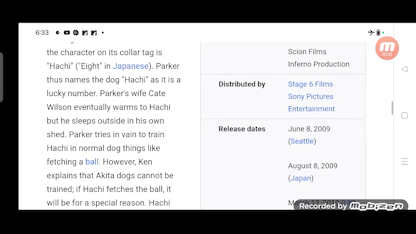 6:33
the character on its collar tag is
"Hachi" ("Eight" in Japanese). Parker
thus names the dog "Hachi" as it is a
lucky number. Parker's wife Cate
Wilson eventually warms to Hachi
but he sleeps outside in his own
shed. Parker tries in vain to train
Hachi in normal dog things like
fetching a ball. However, Ken
explains that Akita dogs cannot be
trained; if Hachi fetches the ball, it
will be for a special reason. Hachi
Scion Films
Inferno Production
Distributed by
Stage 6 Films
Sony Pictures
Entertainment
Release dates
June 8, 2009
(Seattle)
August 8, 2009
(Japan)
Recorded by Mobizen